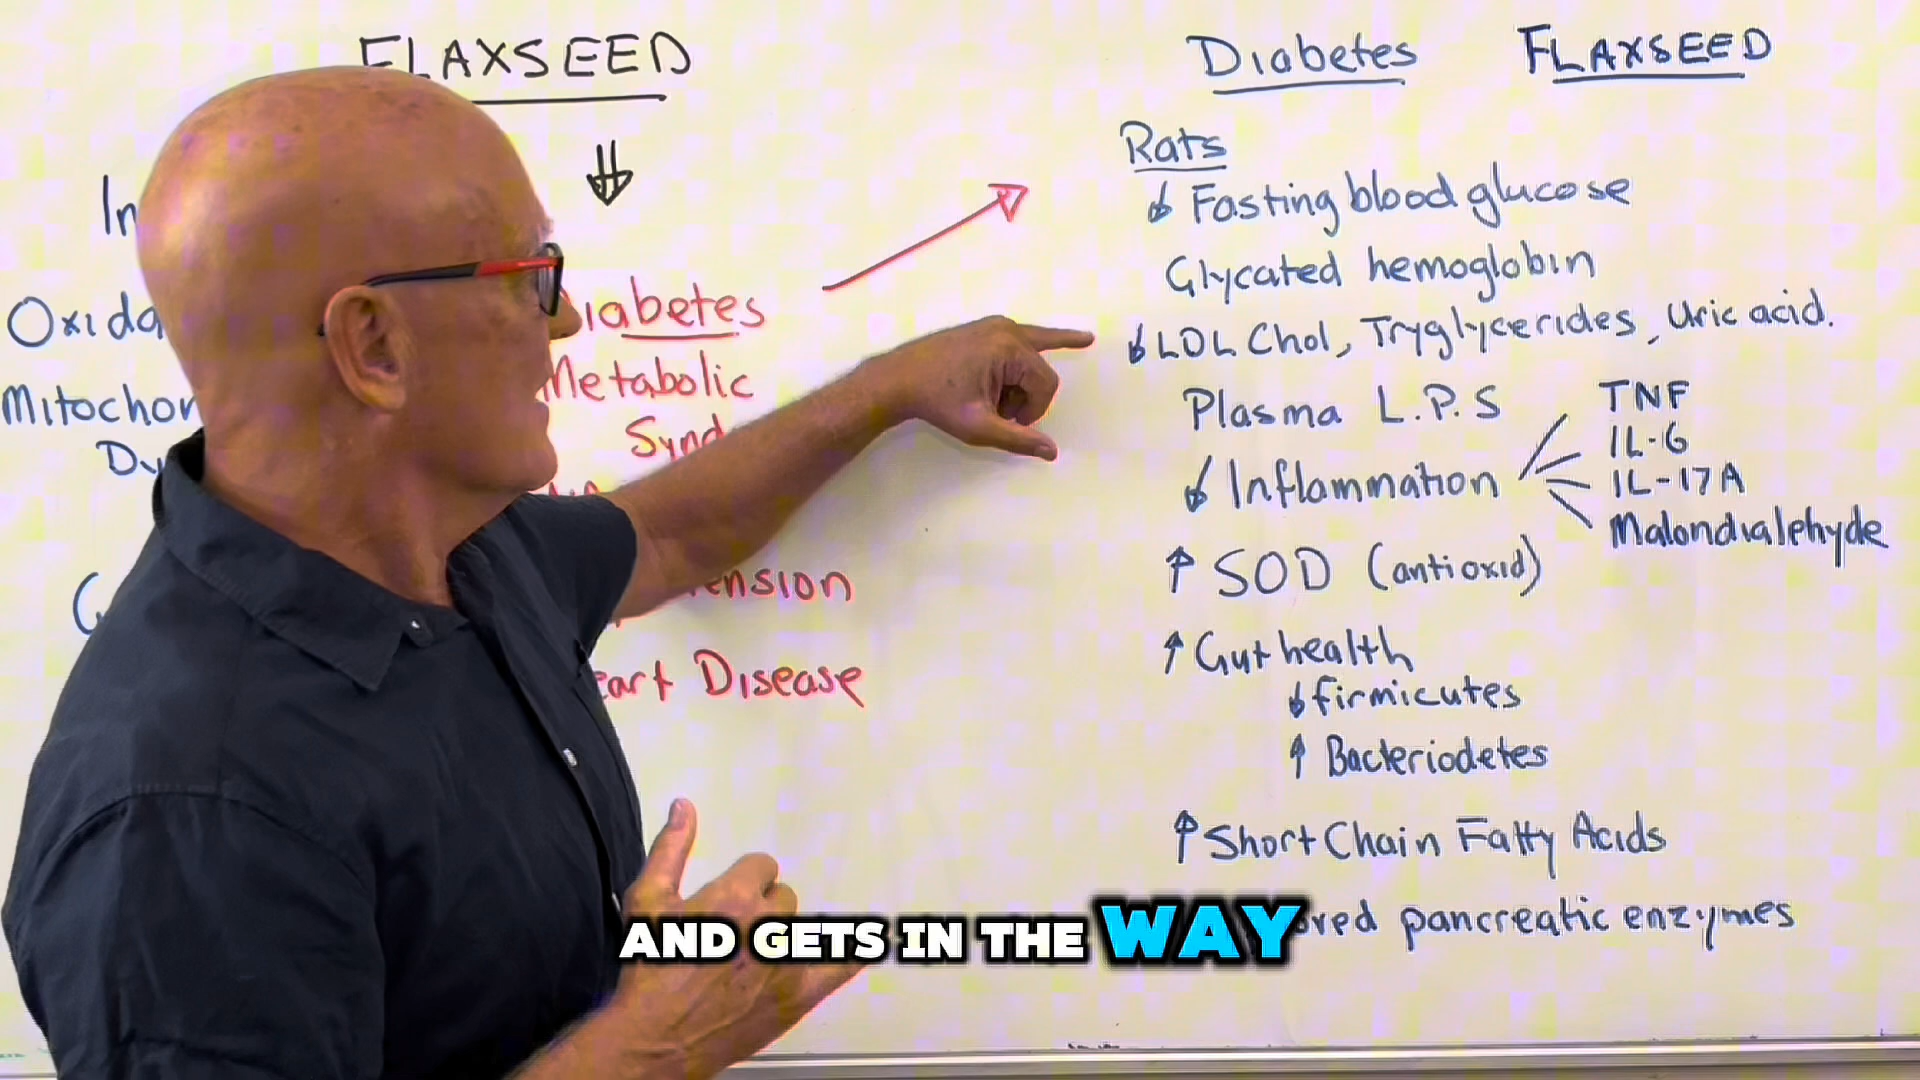 FLAXSEED
In
Oxida
Mitochon
Dy
Diabetes
Metabolic
Synd
ension
eart Disease
Diabetes FLAXSEED
Rats
↓ Fasting blood glucose
Glycated hemoglobin
↓ LDL Chol, Tryglycerides, Uric acid.
Plasma L.P.S
↓ Inflammation
TNF
IL-6
IL-17A
Malondialehyde
↑ SOD (antioxid)
↑ Gut health
↓ firmicutes
↑ Bacteriodetes
↑ Short Chain Fatty Acids
ored pancreatic enzymes
AND GETS IN THE WAY